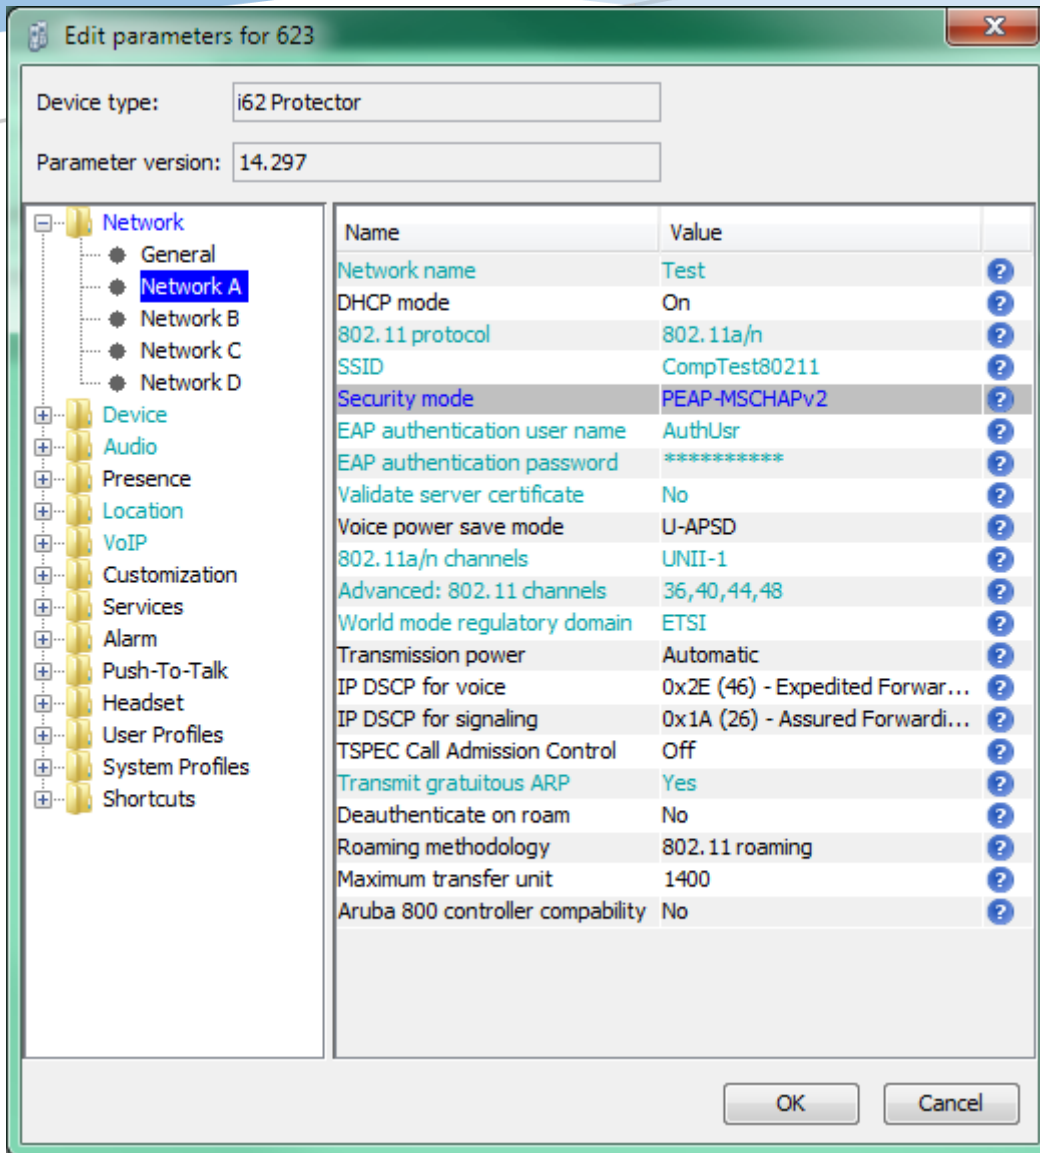 Edit parameters for 623
Device type: i62 Protector
Parameter version: 14.297
Network
General
Network A
Network B
Network C
Network D
Device
Audio
Presence
Location
VoIP
Customization
Services
Alarm
Push-To-Talk
Headset
User Profiles
System Profiles
Shortcuts
Name Value
Network name Test
DHCP mode On
802.11 protocol 802.11a/n
SSID CompTest80211
Security mode PEAP-MSCHAPv2
EAP authentication user name AuthUsr
EAP authentication password **********
Validate server certificate No
Voice power save mode U-APSD
802.11a/n channels UNII-1
Advanced: 802.11 channels 36,40,44,48
World mode regulatory domain ETSI
Transmission power Automatic
IP DSCP for voice 0x2E (46) - Expedited Forwar...
IP DSCP for signaling 0x1A (26) - Assured Forwardi...
TSPEC Call Admission Control Off
Transmit gratuitous ARP Yes
Deauthenticate on roam No
Roaming methodology 802.11 roaming
Maximum transfer unit 1400
Aruba 800 controller compability No
OK Cancel